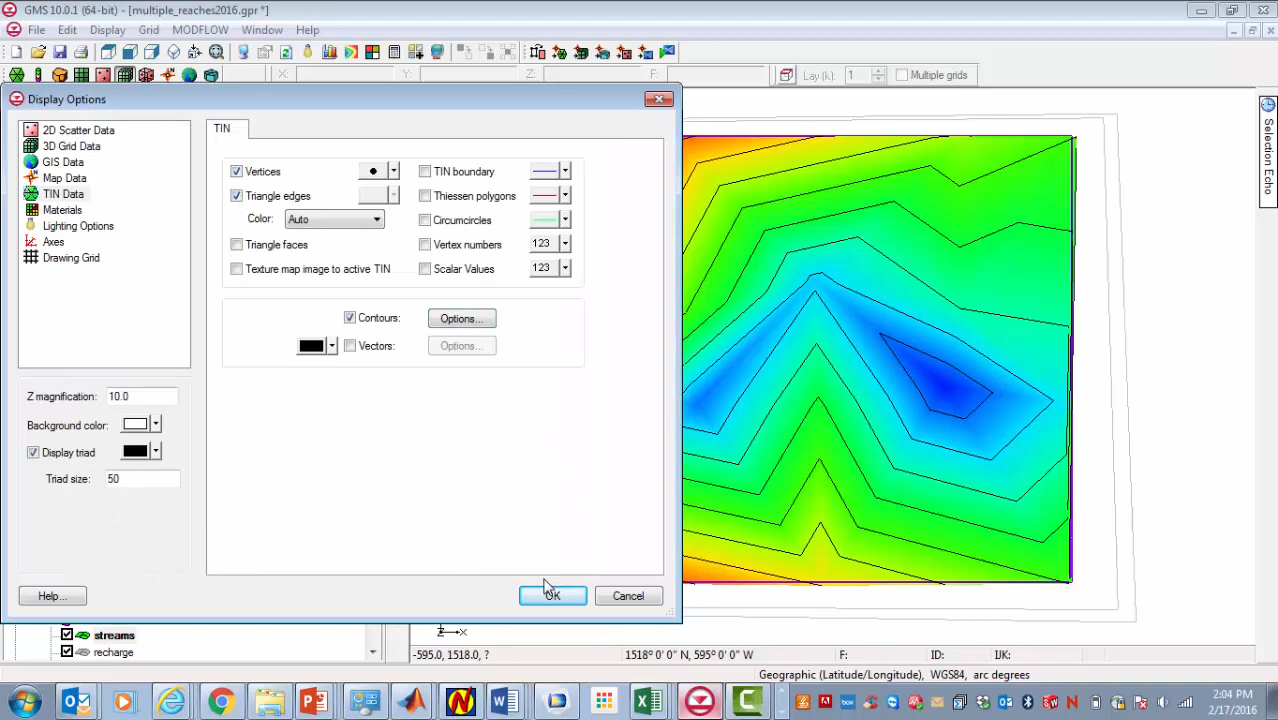 GMS 10.0.1 (64-bit) - [multiple_reaches2016.gpr *]
File Edit Display Grid MODFLOW Window Help
X: Y: Z: F: Lay (k): 1 Multiple grids
Display Options
2D Scatter Data
3D Grid Data
GIS Data
Map Data
TIN Data
Materials
Lighting Options
Axes
Drawing Grid
TIN
Vertices
Triangle edges
Color: Auto
Triangle faces
Texture map image to active TIN
TIN boundary
Thiessen polygons
Circumcircles
Vertex numbers 123
Scalar Values 123
Contours: Options...
Vectors: Options...
Z magnification: 10.0
Background color:
Display triad
Triad size: 50
Help... OK Cancel
Selection Echo
streams
recharge
Z X
-595.0, 1518.0, ? 1518° 0' 0" N, 595° 0' 0" W F: ID: IJK:
Geographic (Latitude/Longitude), WGS84, arc degrees
2:04 PM
2/17/2016